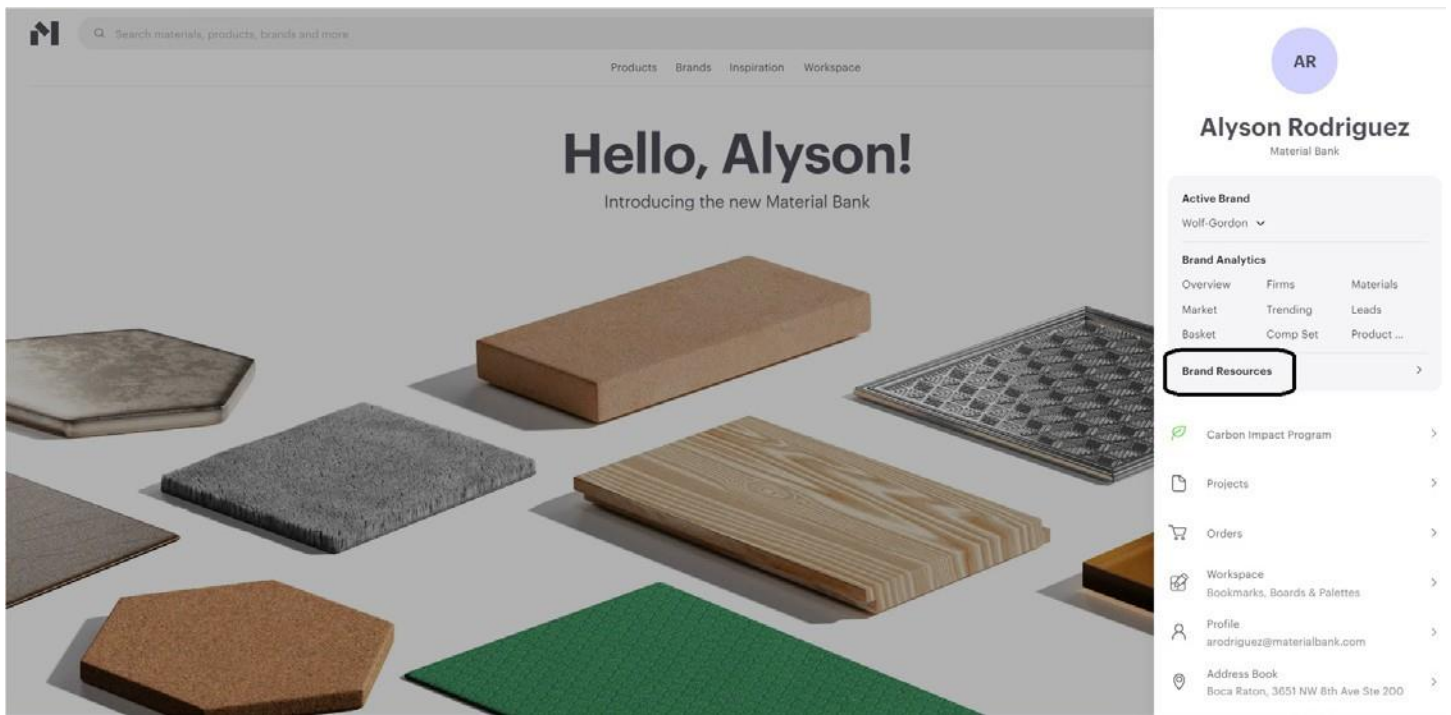 Search materials, products, brands and more
Products Brands Inspiration Workspace
Hello, Alyson!
Introducing the new Material Bank
AR
Alyson Rodriguez
Material Bank
Active Brand
Wolf-Gordon
Brand Analytics
Overview Firms Materials
Market Trending Leads
Basket Comp Set Product ...
Brand Resources
Carbon Impact Program
Projects
Orders
Workspace
Bookmarks, Boards & Palettes
Profile
arodriguez@materialbank.com
Address Book
Boca Raton, 3651 NW 8th Ave Ste 200